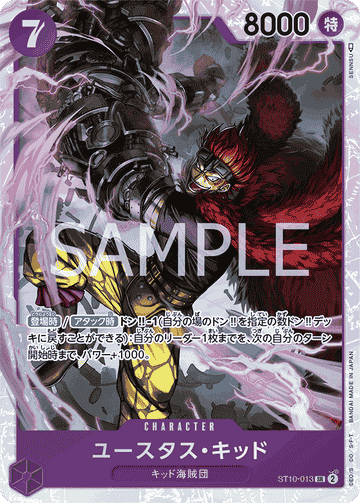 7
8000
特
SENNSU
SAMPLE
登場時 / アタック時 ドン!!-1(自分の場のドン!!を指定の数ドン!!デッ
キに戻すことができる):自分のリーダー1枚までを、次の自分のターン
開始時まで、パワー+1000。
CHARACTER
ユースタス・キッド
キッド海賊団
ST10-013 SR 2
BANDAI MADE IN JAPAN